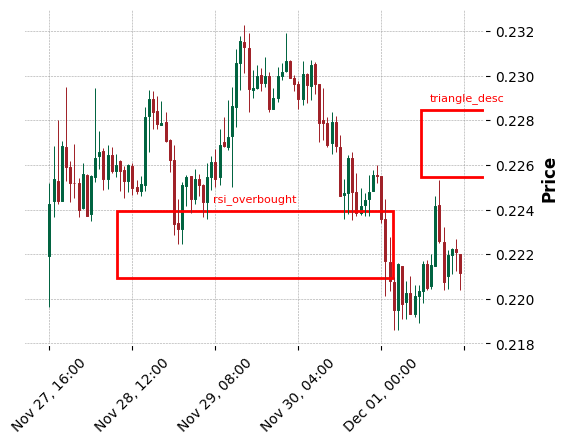 0.232
0.230
triangle_desc
0.228
0.226
Price
rsi_overbought
0.224
0.222
0.220
0.218
Nov 27, 16:00
Nov 28, 12:00
Nov 29, 08:00
Nov 30, 04:00
Dec 01, 00:00